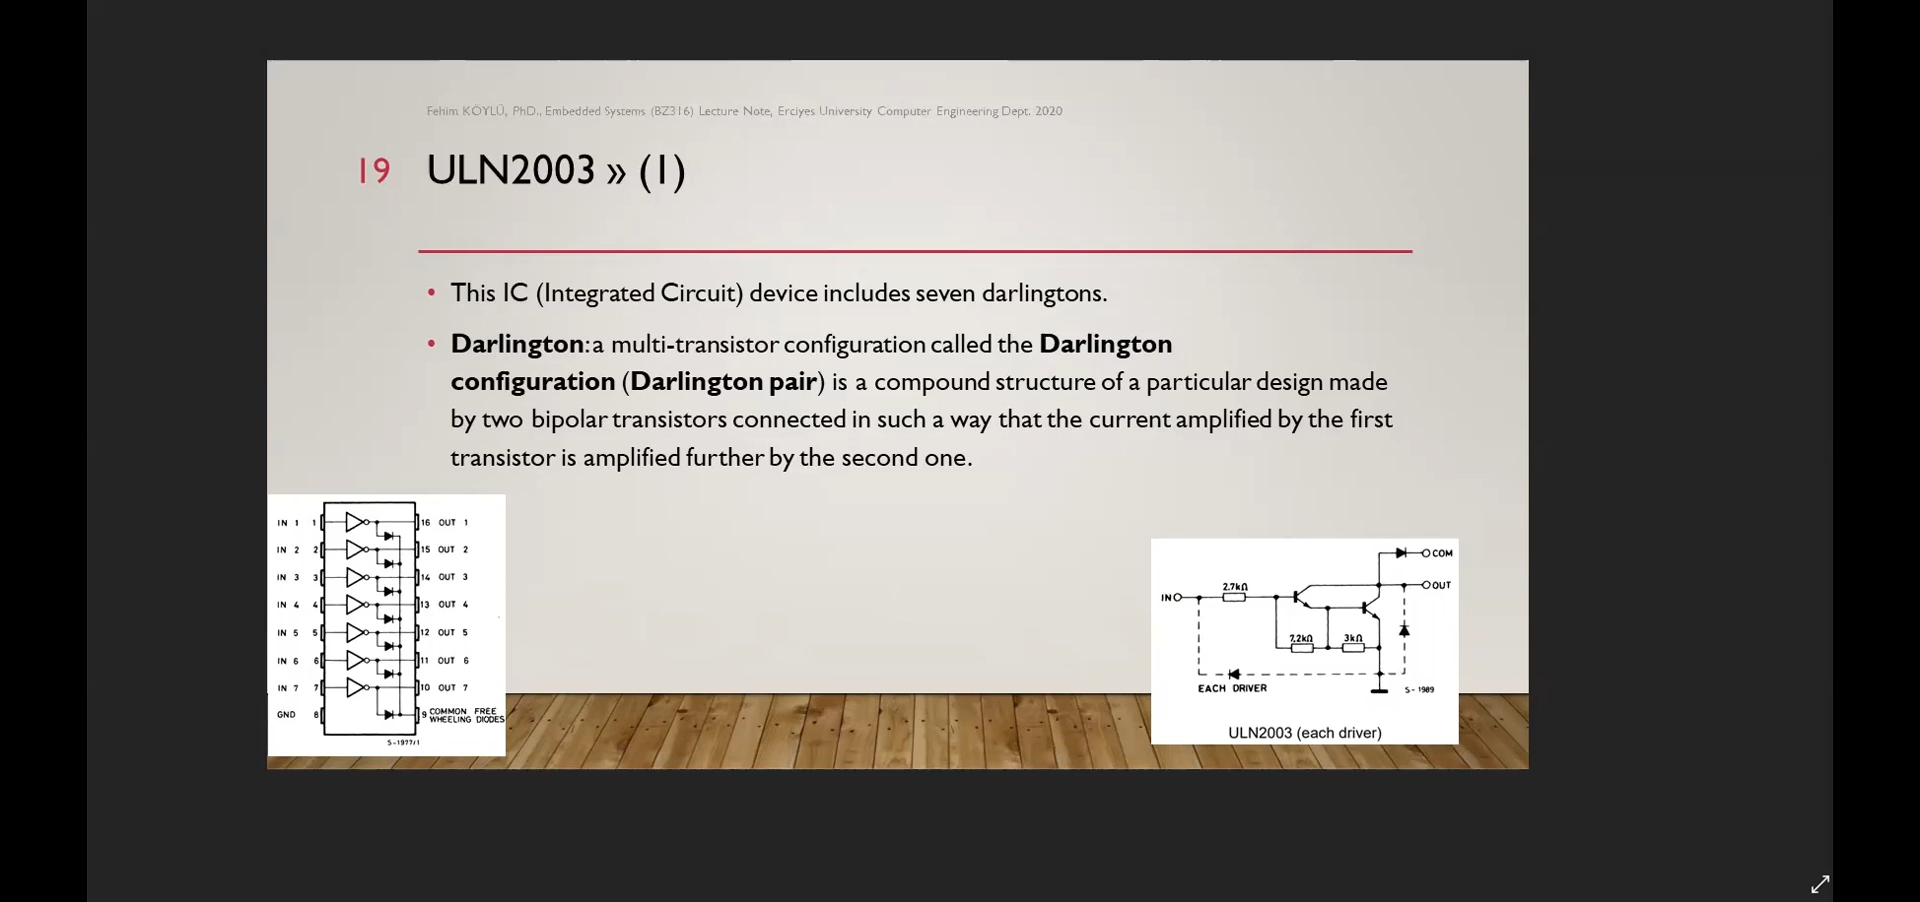 Fehim KÖYLÜ, PhD., Embedded Systems (BZ316) Lecture Note, Erciyes University Computer Engineering Dept. 2020
19 ULN2003 » (1)
• This IC (Integrated Circuit) device includes seven darlingtons.
• Darlington: a multi-transistor configuration called the Darlington
configuration (Darlington pair) is a compound structure of a particular design made
by two bipolar transistors connected in such a way that the current amplified by the first
transistor is amplified further by the second one.
IN 1 1 16 OUT 1
IN 2 2 15 OUT 2
IN 3 3 14 OUT 3
IN 4 4 13 OUT 4
IN 5 5 12 OUT 5
IN 6 6 11 OUT 6
IN 7 7 10 OUT 7
GND 8 9 COMMON FREE
WHEELING DIODES
S-1977/1
COM
OUT
2.7kΩ
IN
7.2kΩ 3kΩ
EACH DRIVER
S-1989
ULN2003 (each driver)